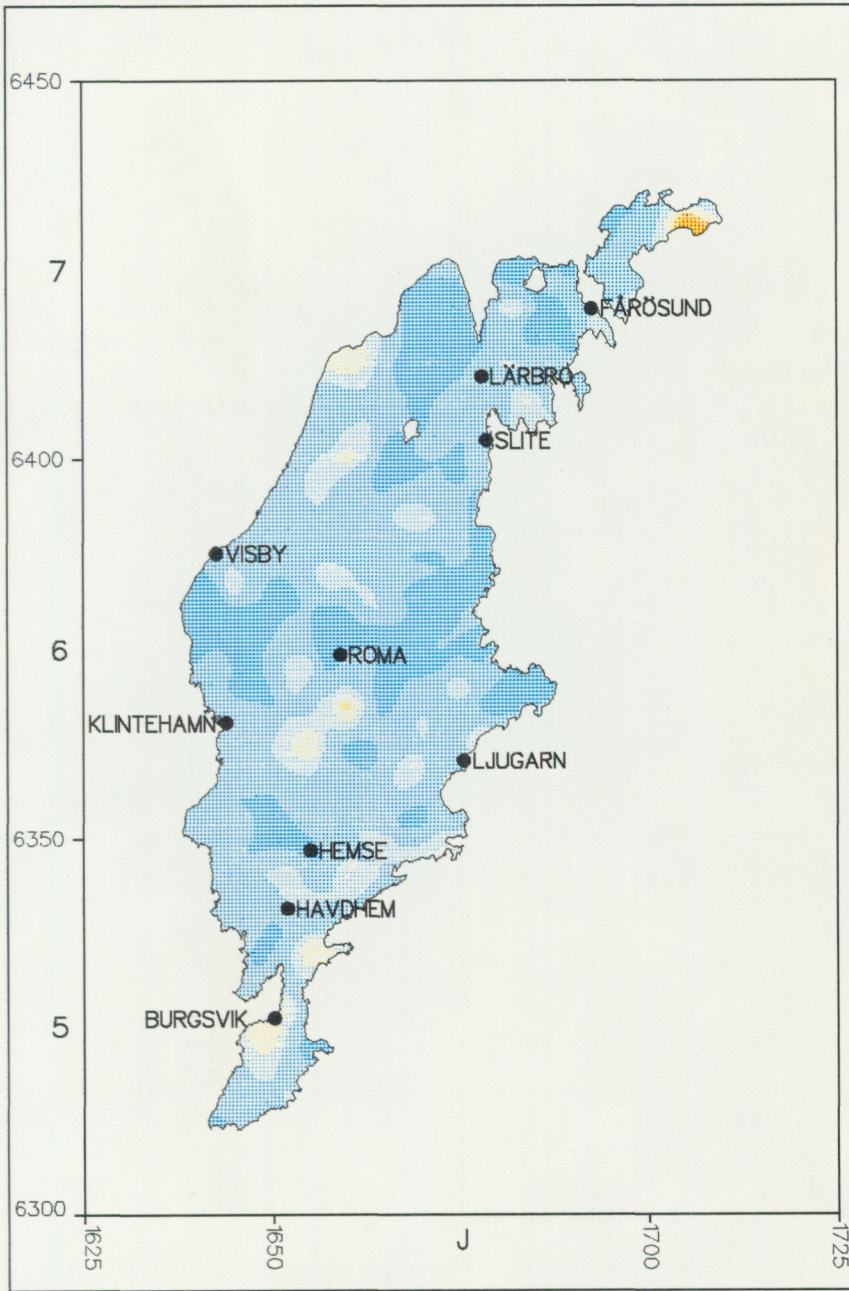 6450
7
FÅRÖSUND
LÄRBRO
SLITE
6400
VISBY
6
ROMA
KLINTEHAMN
LJUGARN
6350
HEMSE
HAVDHEM
BURGSVIK
5
6300
1625
1650
J
1700
1725